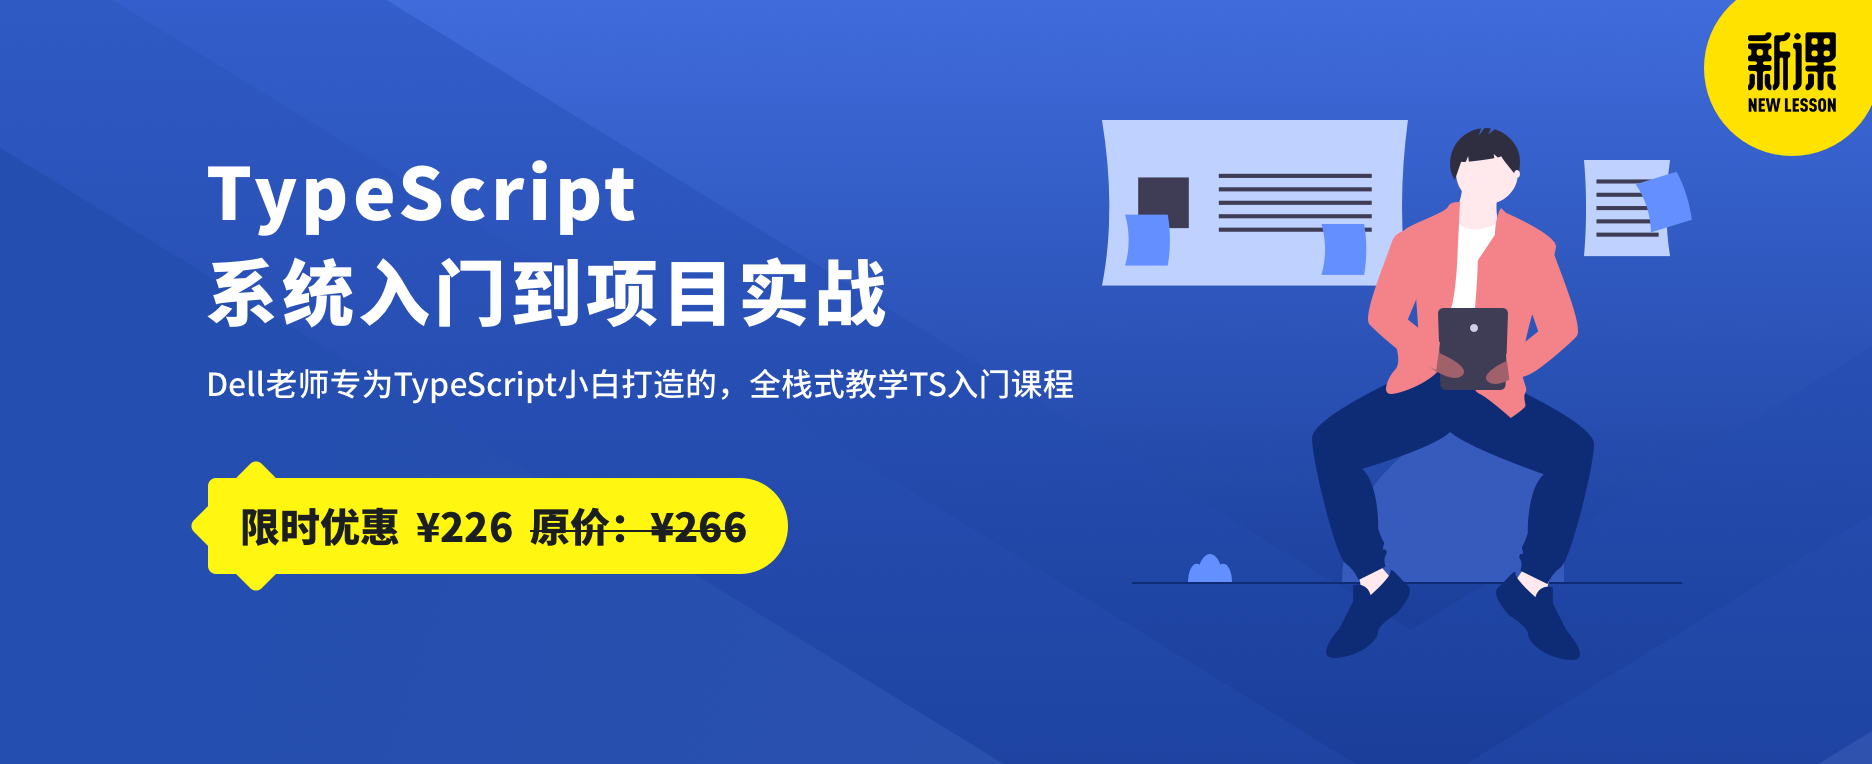 新课
NEW LESSON
TypeScript
系统入门到项目实战
Dell老师专为TypeScript小白打造的，全栈式教学TS入门课程
限时优惠 ¥226 原价：¥266